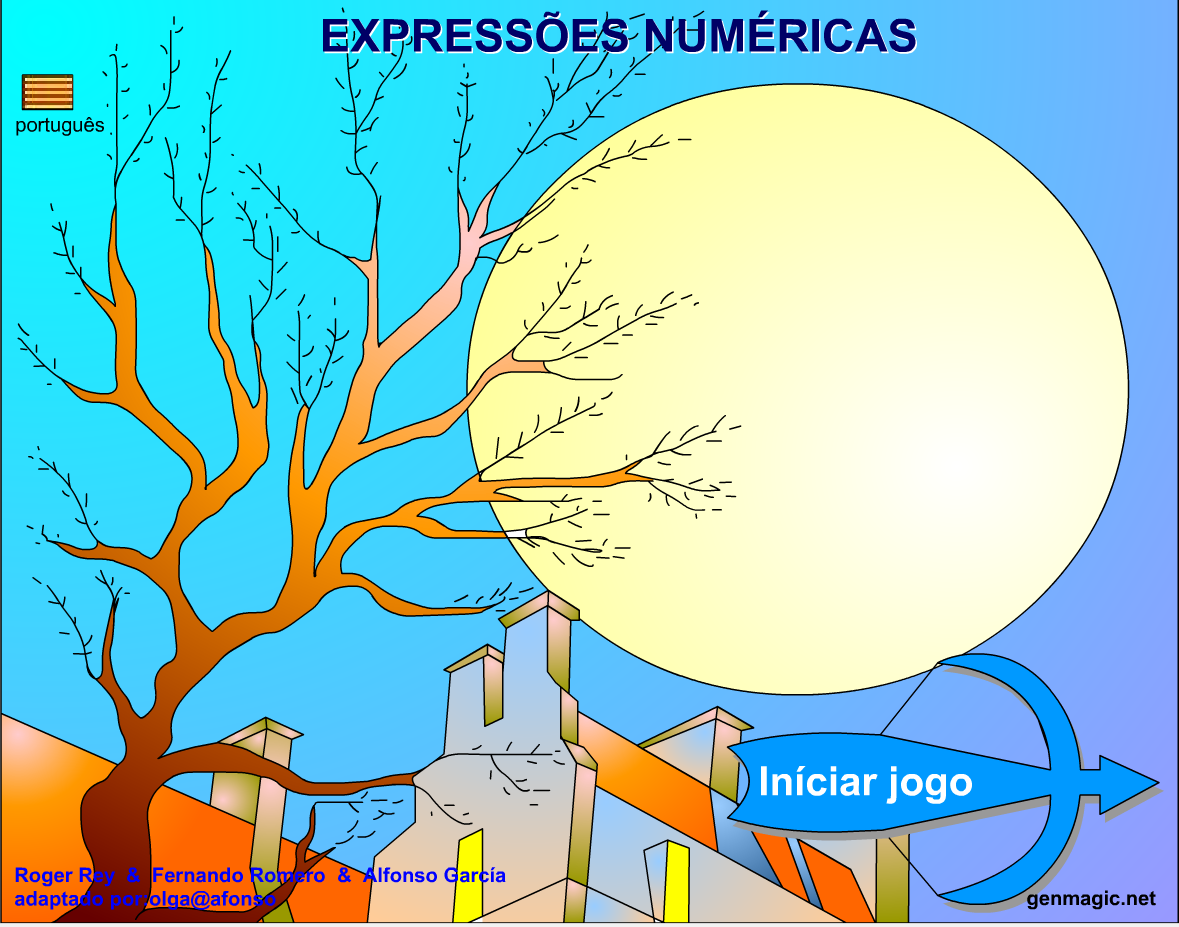 EXPRESSÕES NUMÉRICAS
português
Iníciar jogo
Roger Rey & Fernando Romero & Alfonso García
adaptado por:olga@afonso
genmagic.net